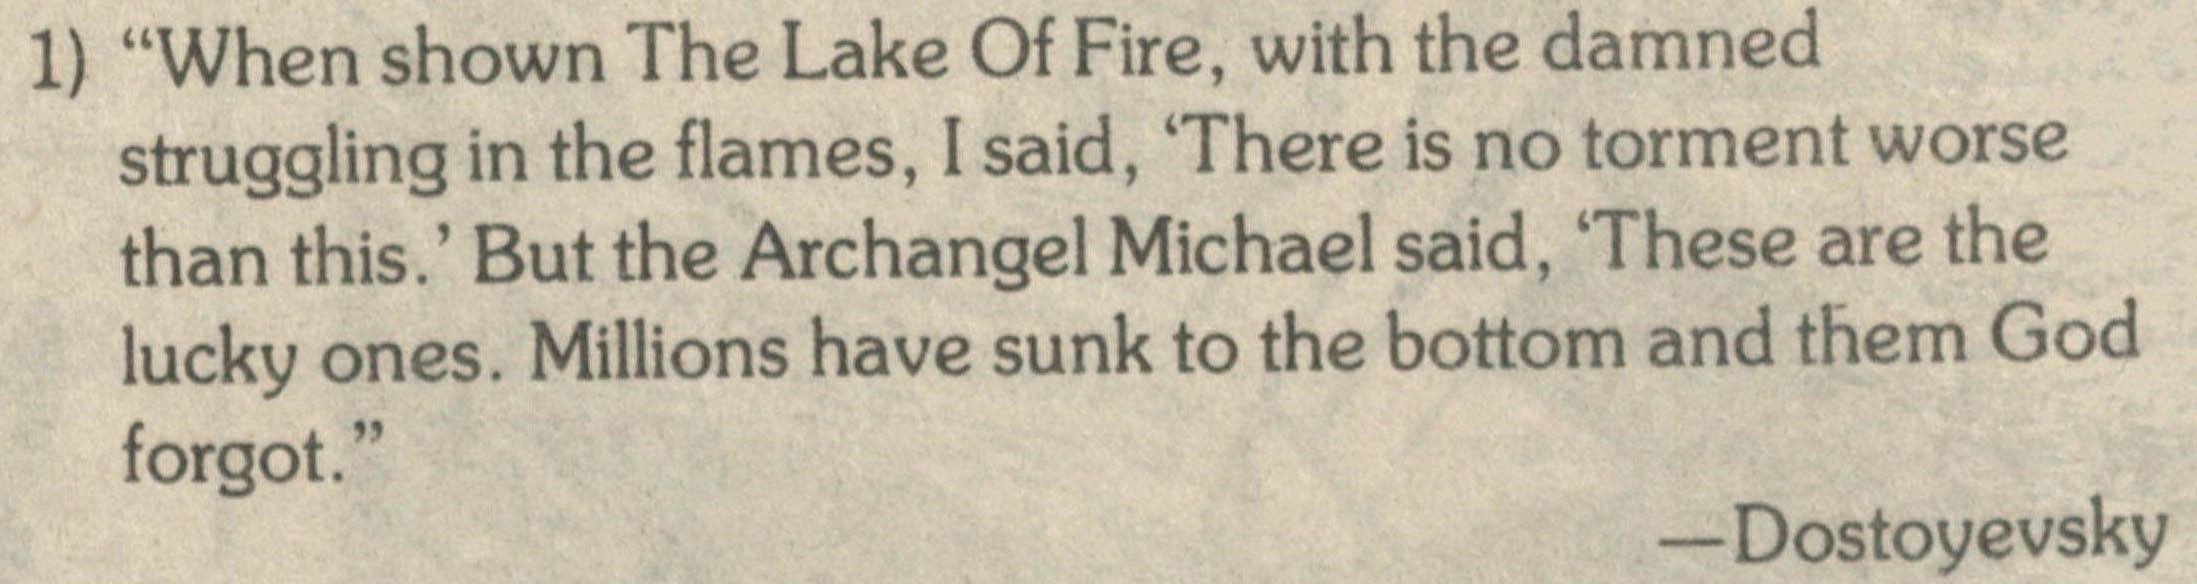 1) “When shown The Lake Of Fire, with the damned
struggling in the flames, I said, ‘There is no torment worse
than this.’ But the Archangel Michael said, ‘These are the
lucky ones. Millions have sunk to the bottom and them God
forgot.”
—Dostoyevsky